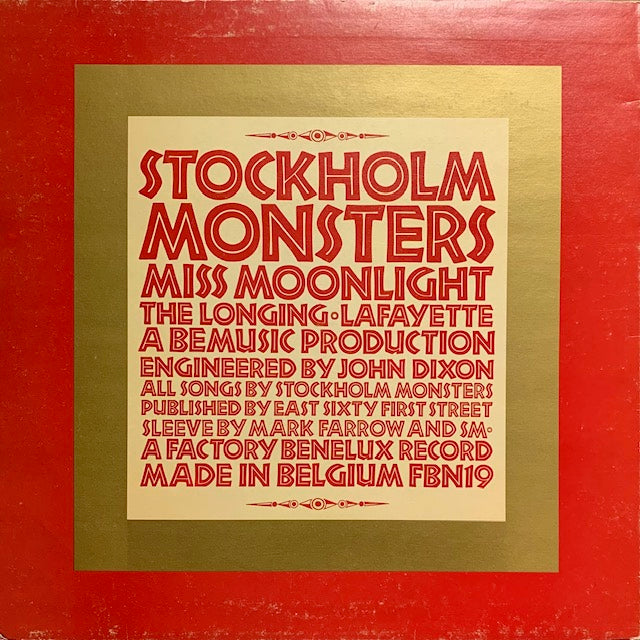 STOCKHOLM
MONSTERS
MISS MOONLIGHT
THE LONGING·LAFAYETTE
A BEMUSIC PRODUCTION
ENGINEERED BY JOHN DIXON
ALL SONGS BY STOCKHOLM MONSTERS
PUBLISHED BY EAST SIXTY FIRST STREET
SLEEVE BY MARK FARROW AND SM·
A FACTORY BENELUX RECORD
MADE IN BELGIUM FBN19